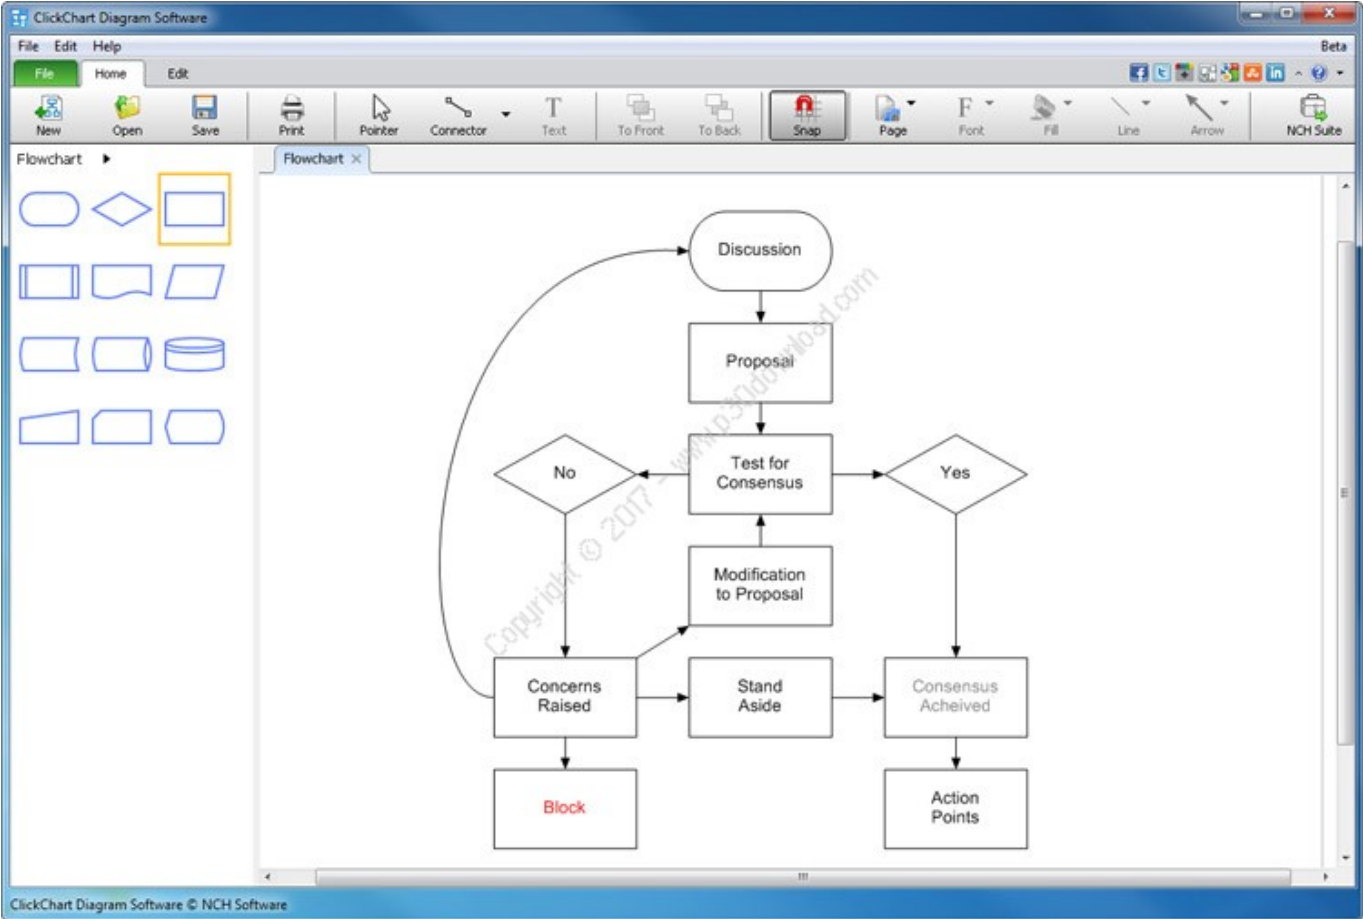 ClickChart Diagram Software
File Edit Help Beta
File Home Edit
New Open Save Print Pointer Connector Text To Front To Back Snap Page Font Fill Line Arrow NCH Suite
Flowchart
Flowchart
Discussion
Proposal
No
Test for
Consensus
Yes
Modification
to Proposal
Concerns
Raised
Stand
Aside
Consensus
Acheived
Block
Action
Points
Copyright © 2017 - www.p30download.com
ClickChart Diagram Software © NCH Software